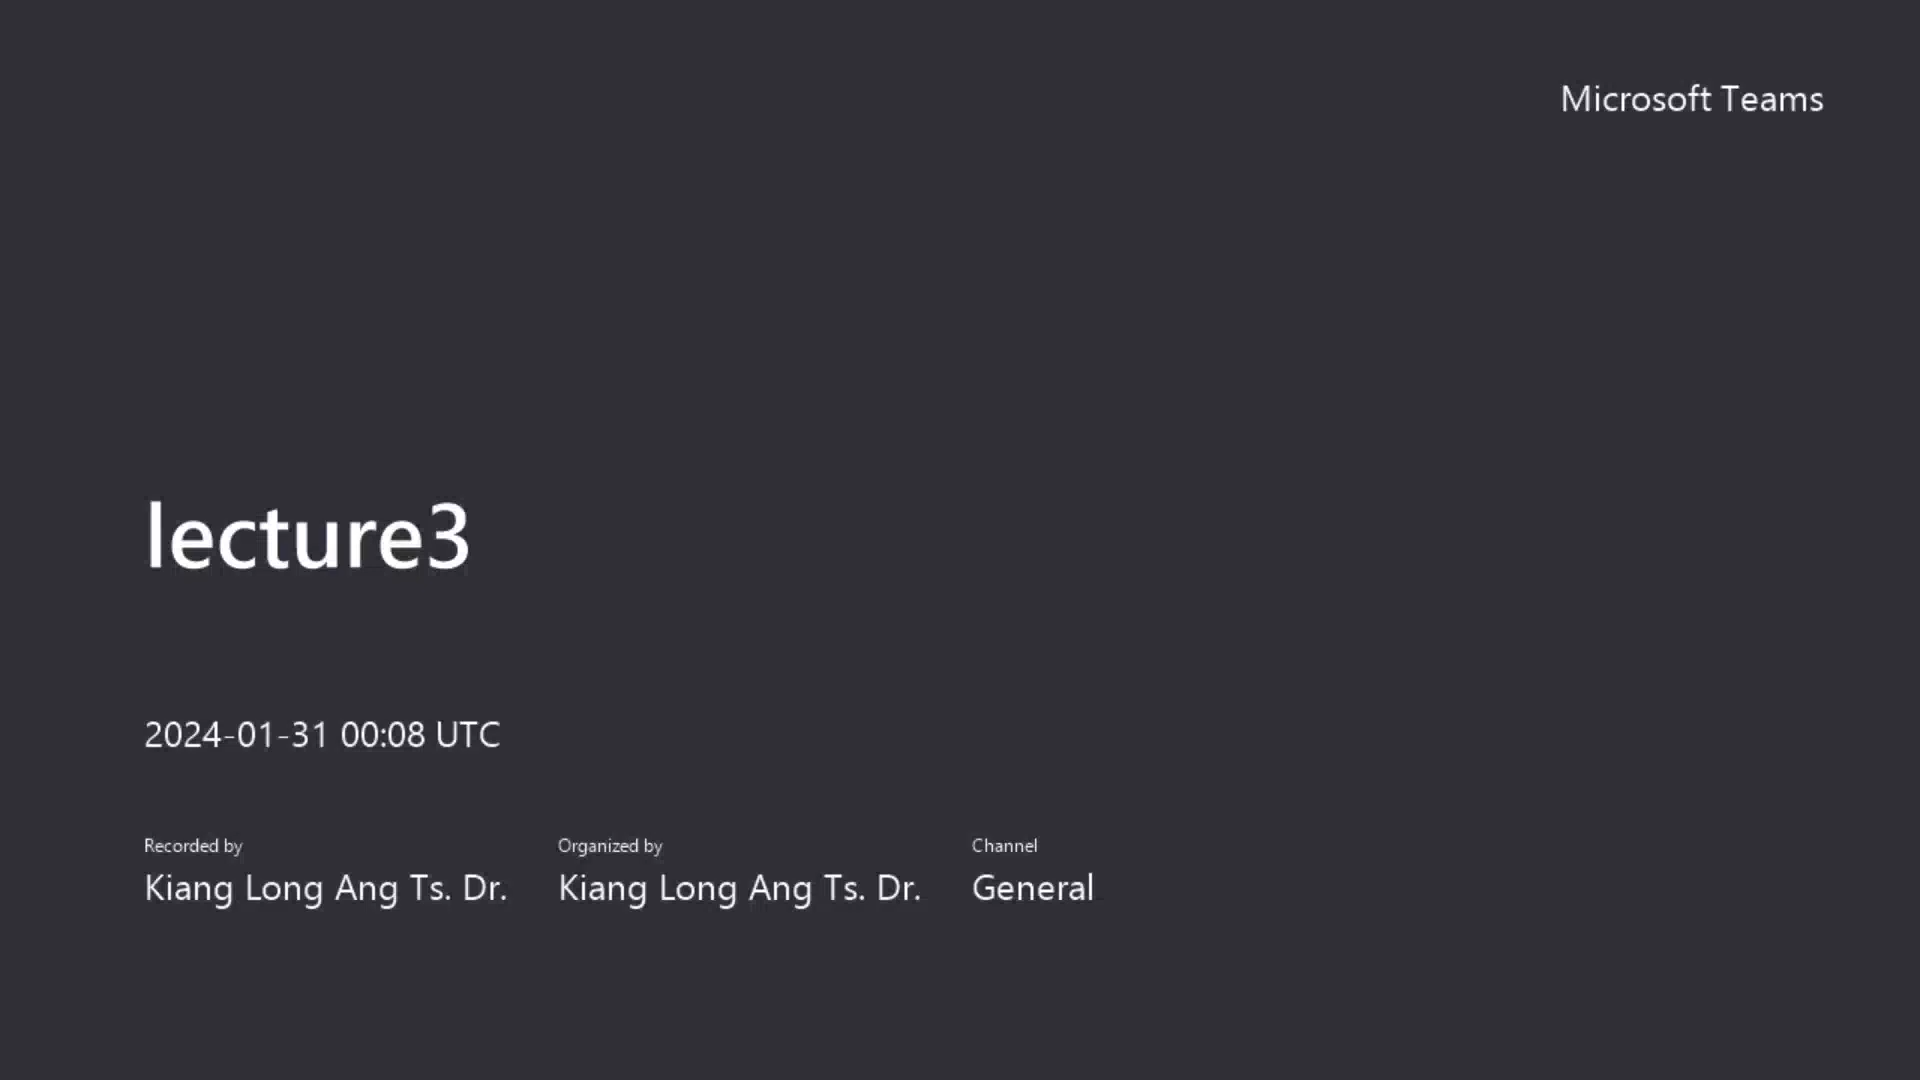 Microsoft Teams
lecture3
2024-01-31 00:08 UTC
Recorded by
Kiang Long Ang Ts. Dr.
Organized by
Kiang Long Ang Ts. Dr.
Channel
General